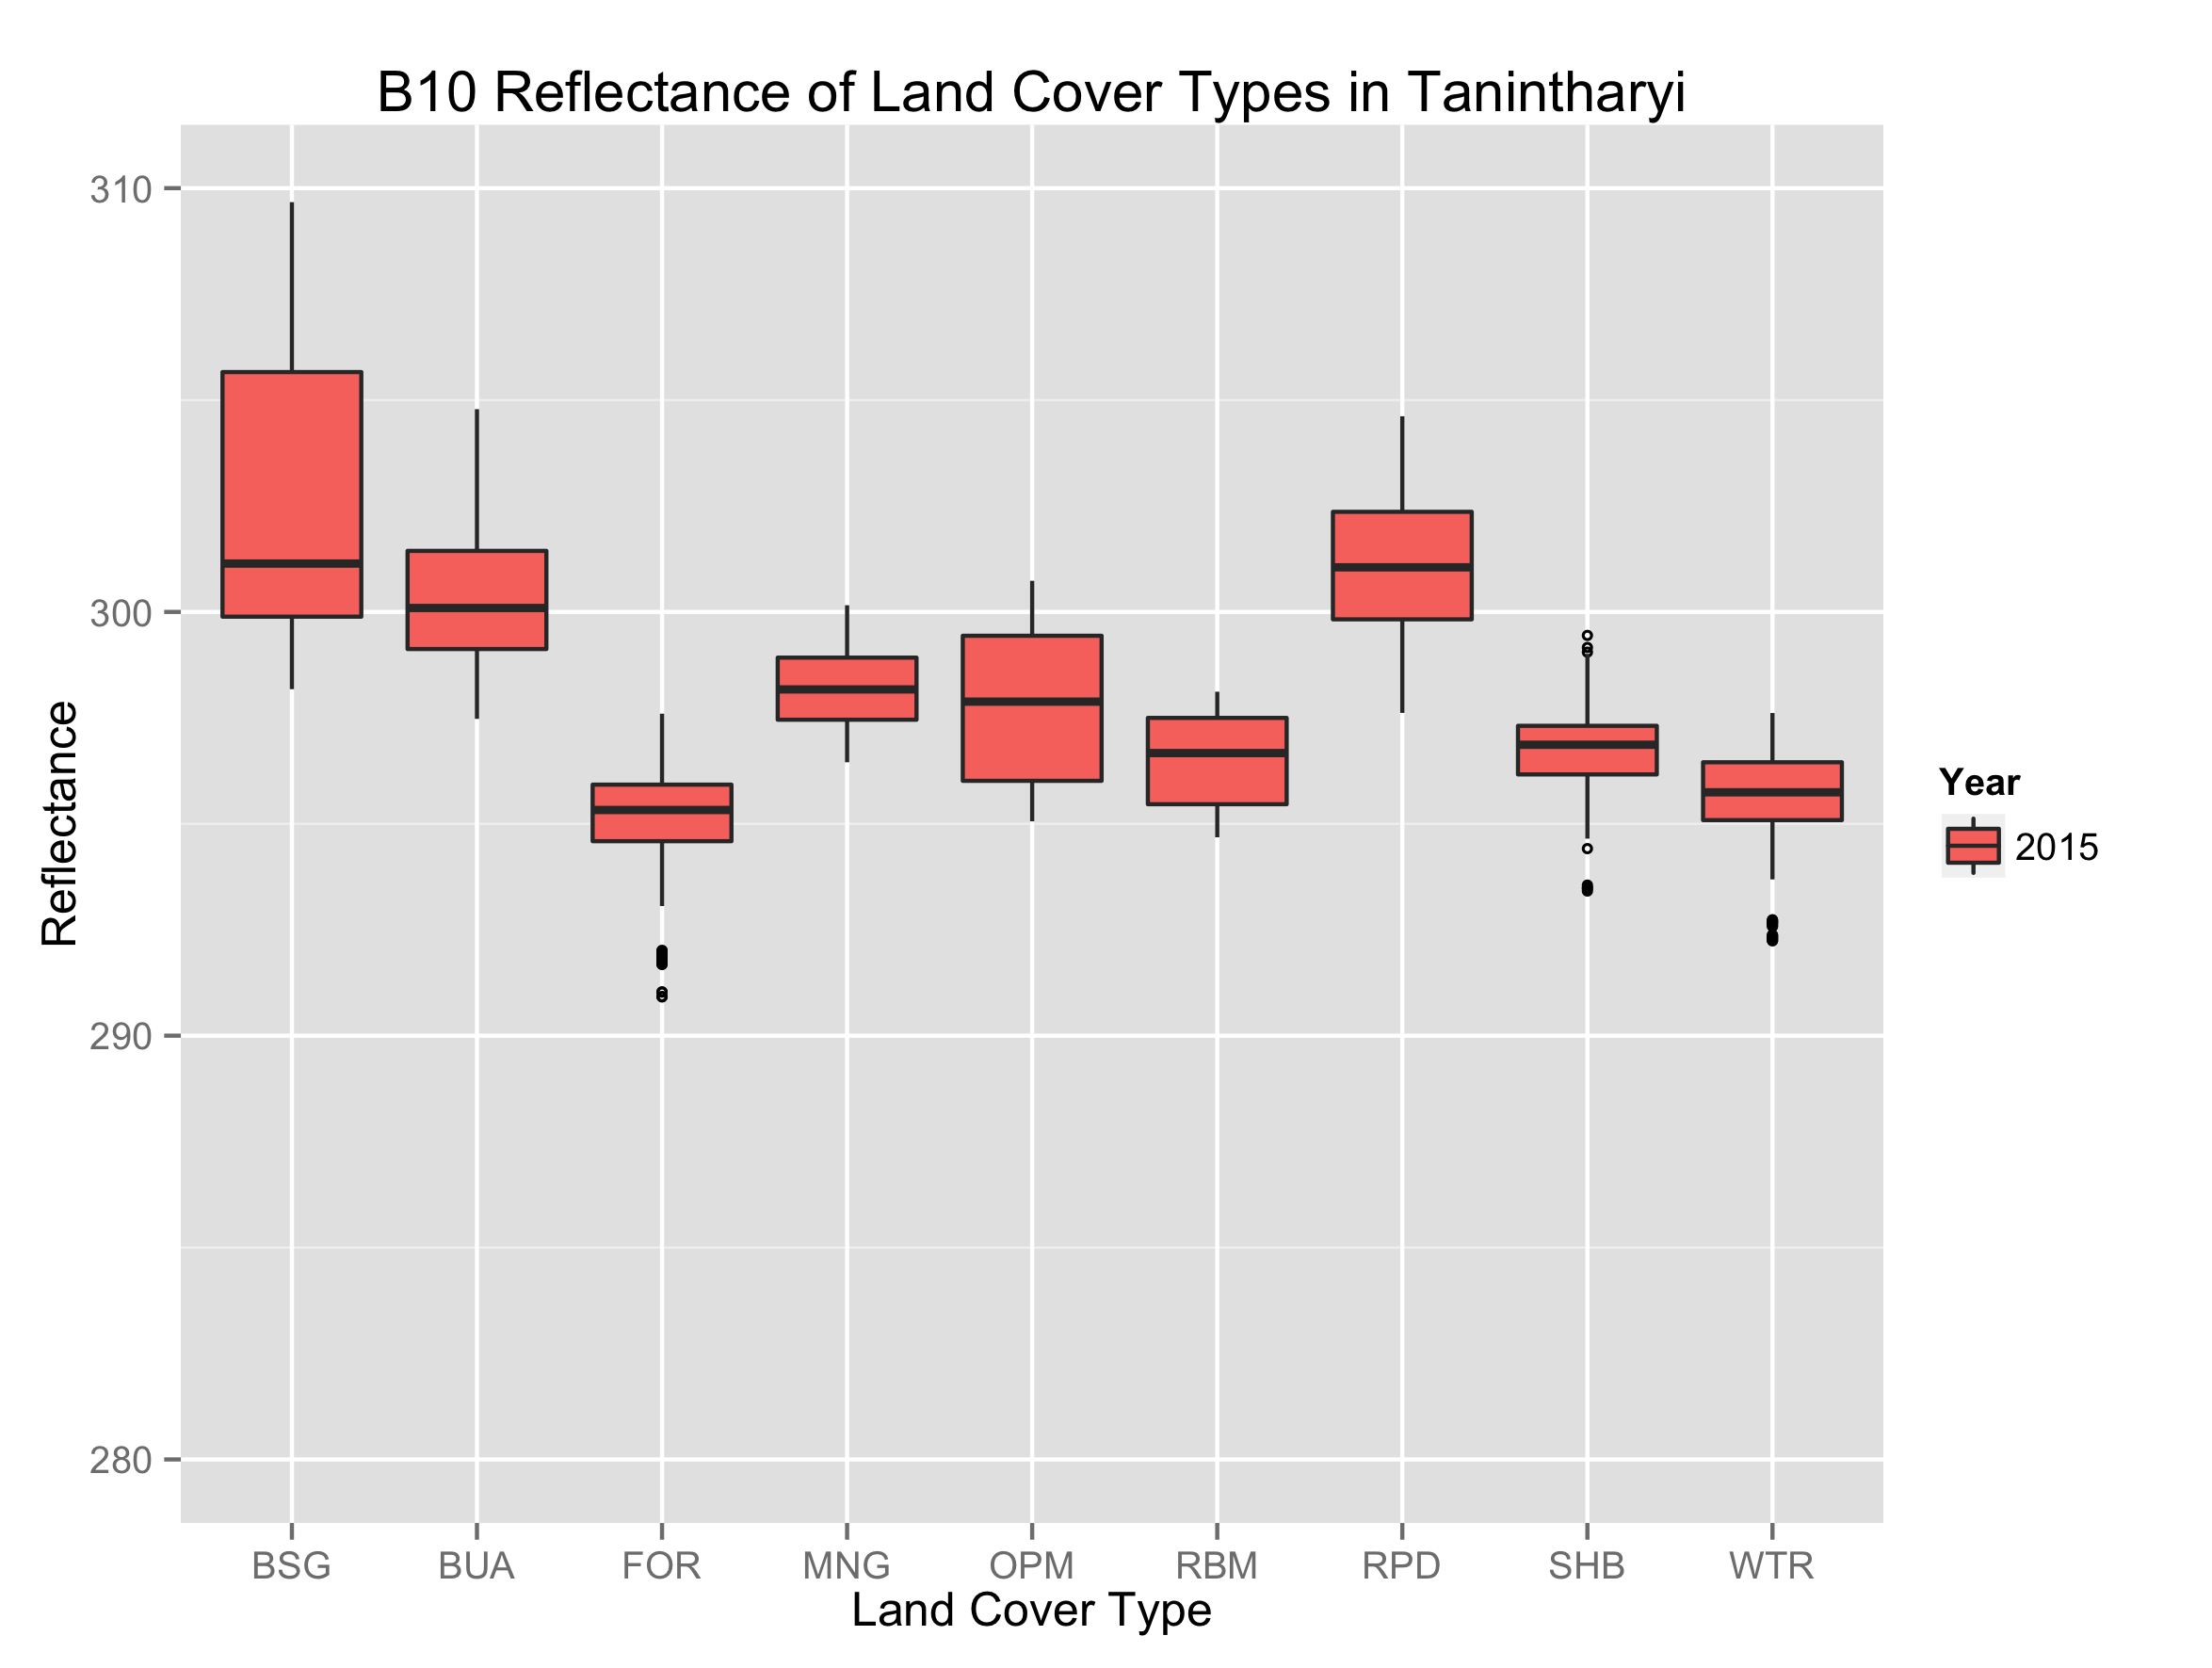 B10 Reflectance of Land Cover Types in Tanintharyi
310
300
290
280
Reflectance
BSG BUA FOR MNG OPM RBM RPD SHB WTR
Land Cover Type
Year
2015